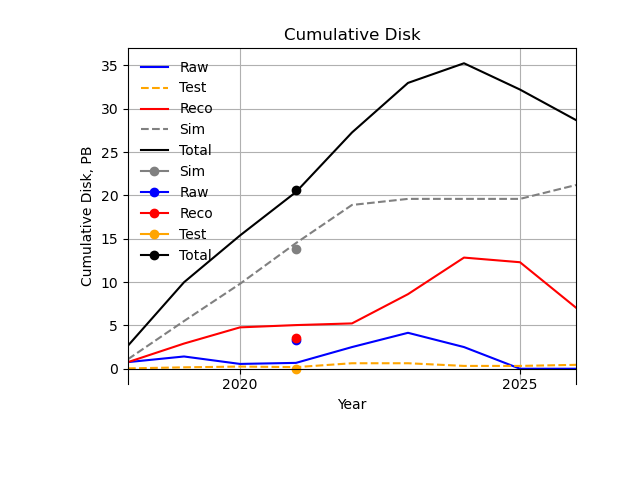 Cumulative Disk
35
30
25
20
15
10
5
0
Cumulative Disk, PB
Raw
Test
Reco
Sim
Total
Sim
Raw
Reco
Test
Total
2020
2025
Year